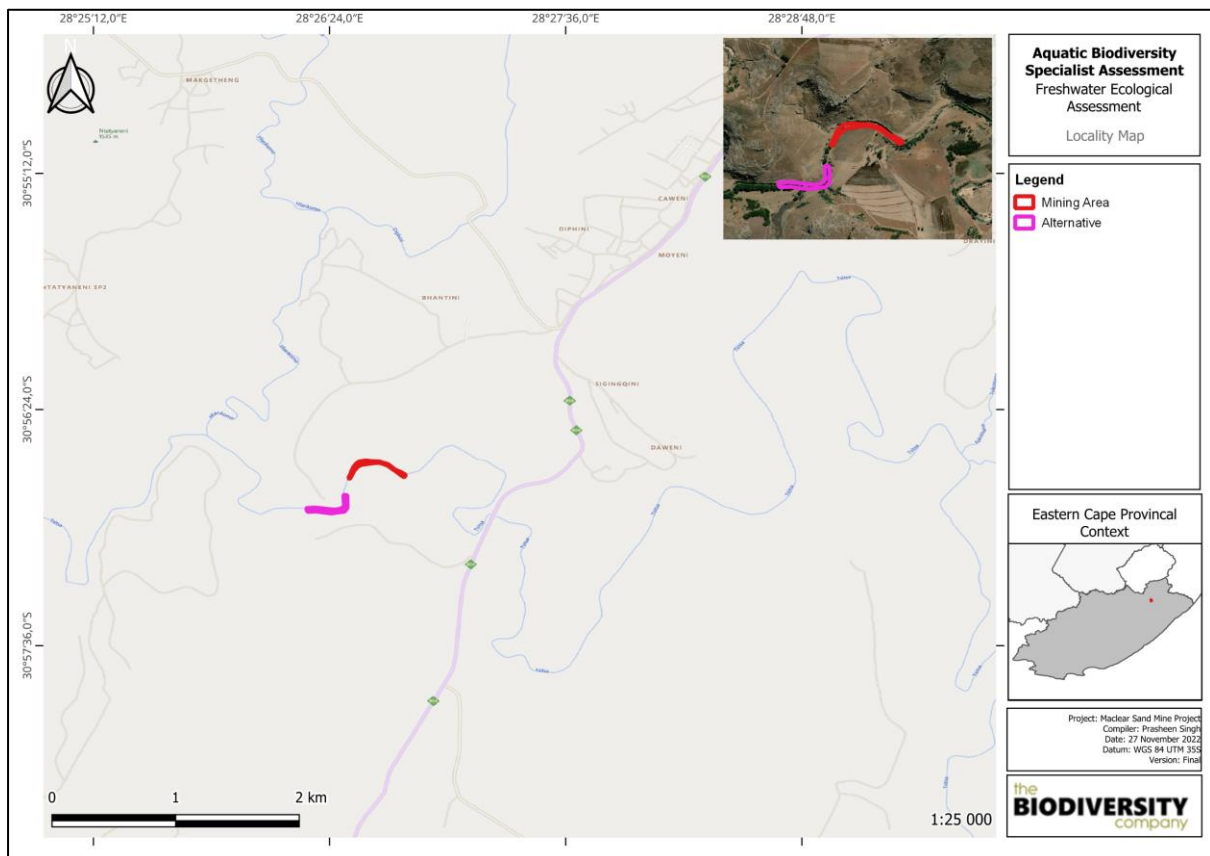 28°25'12,0"E
28°26'24,0"E
28°27'36,0"E
28°28'48,0"E
30°55'12,0"S
30°56'24,0"S
30°57'36,0"S
N
MAKGETHENG
Ntatyaneni
1645 m
NTATYANENI SP2
CAWENI
DIPHINI
MOYENI
BHANTINI
SIGINGQINI
DAWENI
Tsitsa
0 1 2 km
1:25 000
Aquatic Biodiversity
Specialist Assessment
Freshwater Ecological
Assessment
Locality Map
Legend
Mining Area
Alternative
Eastern Cape Provincal
Context
Project: Maclear Sand Mine Project
Compiler: Prasheen Singh
Date: 27 November 2022
Datum: WGS 84 UTM 35S
Version: Final
the
BIODIVERSITY
company